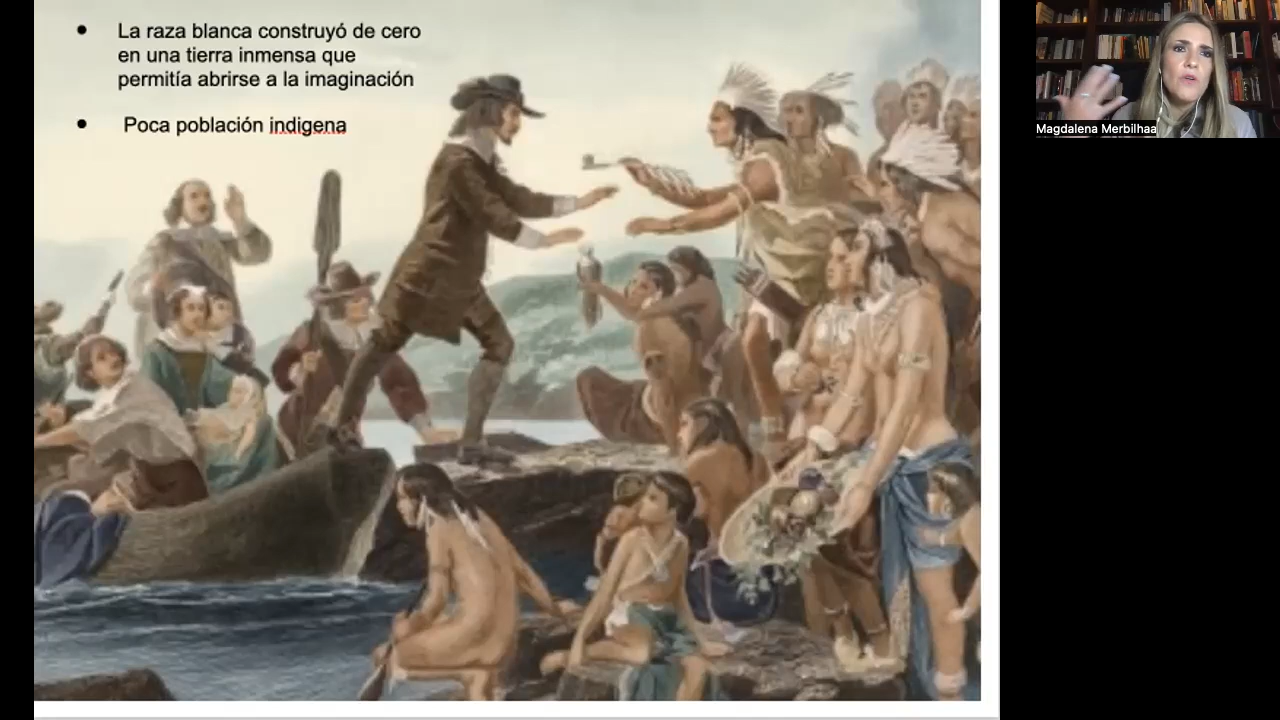 La raza blanca construyó de cero
en una tierra inmensa que
permitía abrirse a la imaginación
Poca población indigena
Magdalena Merbilhaa